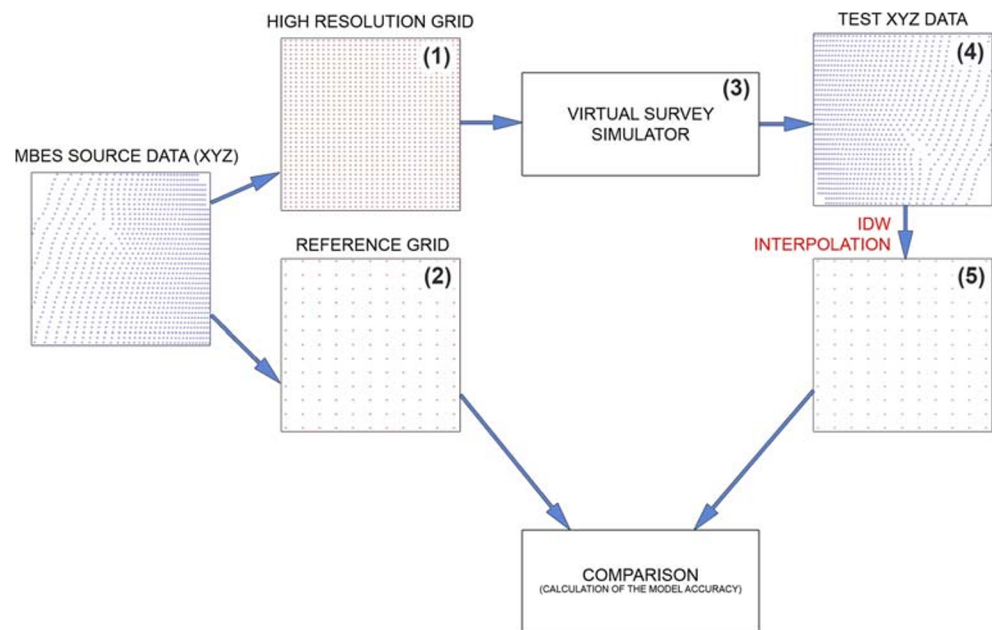 HIGH RESOLUTION GRID
(1)
TEST XYZ DATA
(4)
(3)
VIRTUAL SURVEY
SIMULATOR
MBES SOURCE DATA (XYZ)
IDW
INTERPOLATION
REFERENCE GRID
(2)
(5)
COMPARISON
(CALCULATION OF THE MODEL ACCURACY)